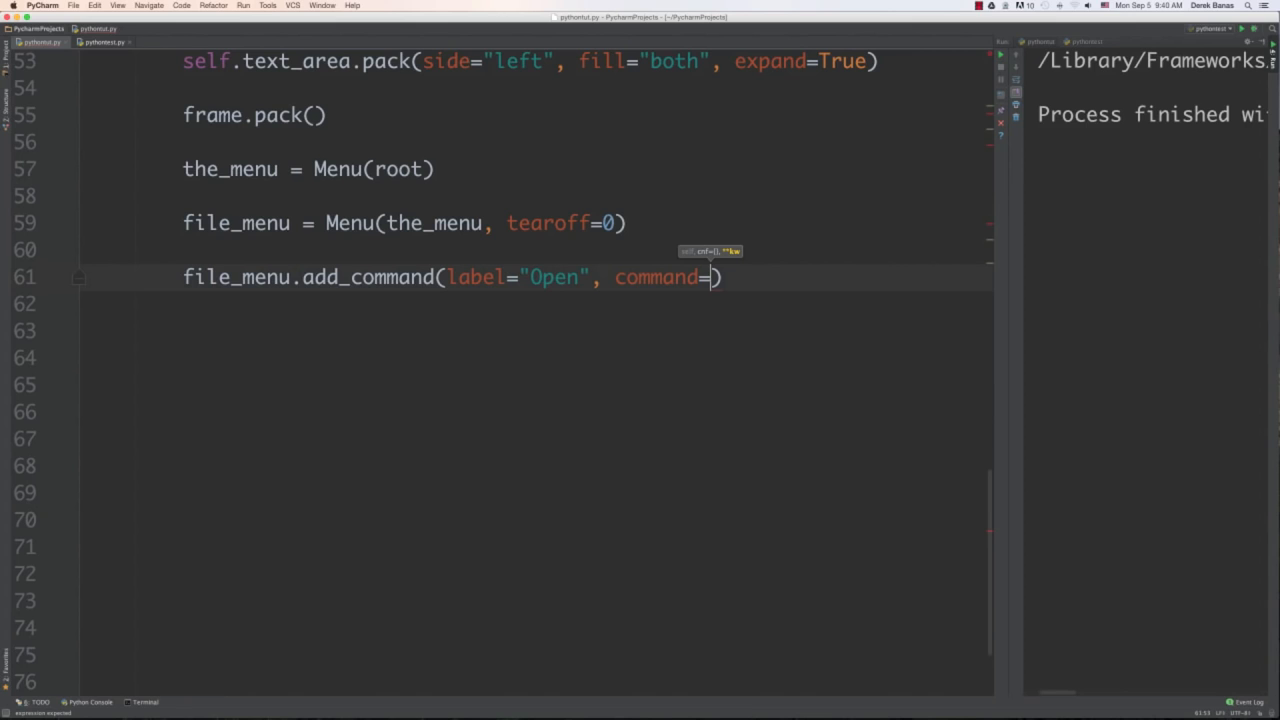 PyCharm File Edit View Navigate Code Refactor Run Tools VCS Window Help 10 Mon Sep 5 9:40 AM Derek Banas
pythontut.py - PycharmProjects - [~/PycharmProjects]
PycharmProjects pythontut.py pythontest
pythontut.py pythontest.py Run: pythontut pythontest
53 self.text_area.pack(side="left", fill="both", expand=True) /Library/Frameworks
54
55 frame.pack() Process finished wi
56
57 the_menu = Menu(root)
58
59 file_menu = Menu(the_menu, tearoff=0)
60 self, cnf={}, **kw
61 file_menu.add_command(label="Open", command=)
62
63
64
65
66
67
68
69
70
71
72
73
74
75
76
1: Project
7: Structure
2: Favorites
Run
6: TODO Python Console Terminal Event Log
expression expected 61:53 LF÷ UTF-8÷